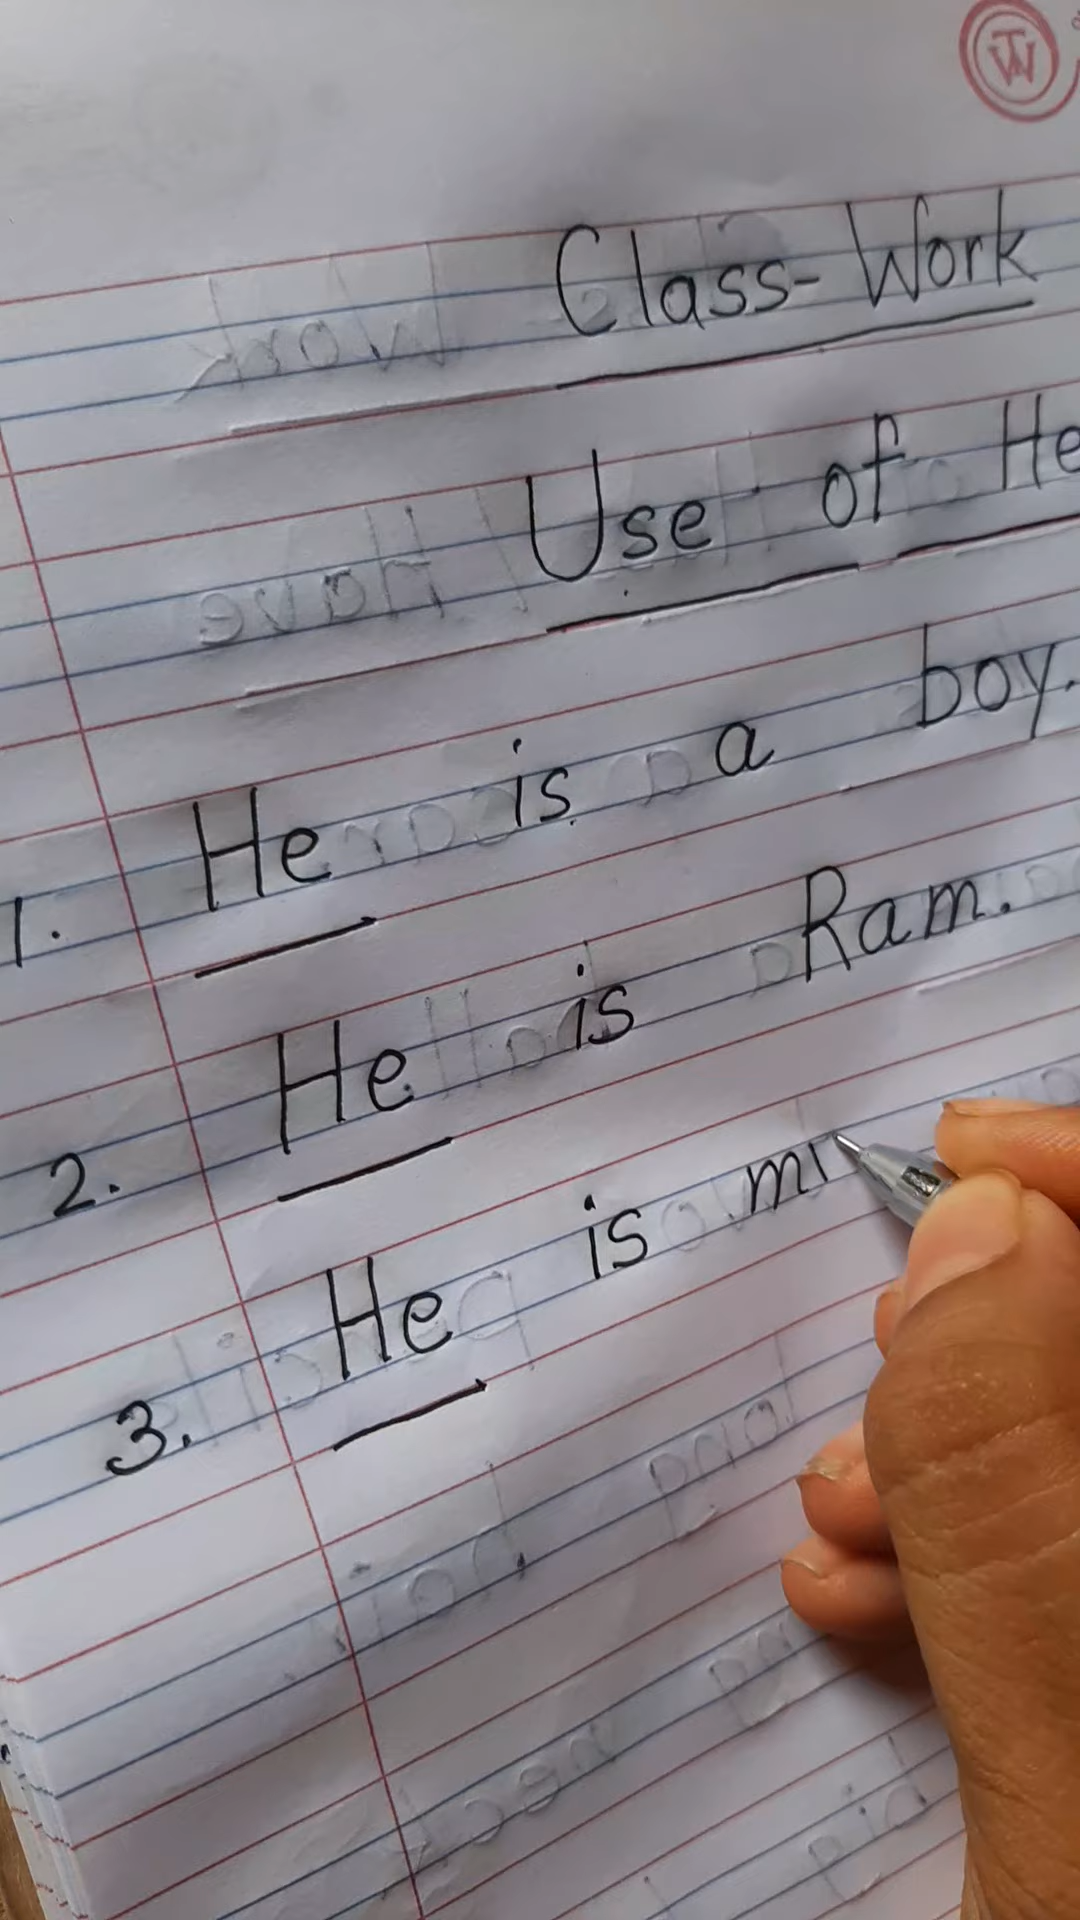 Class-Work
Use of He
1. He is a boy.
2. He is Ram.
3. He is m